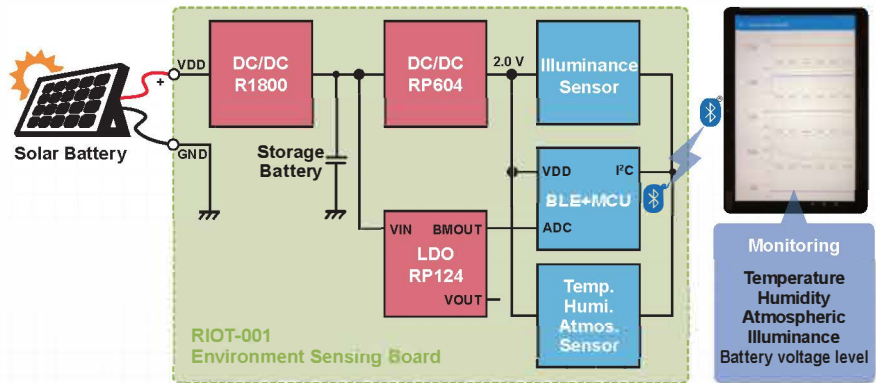 VDD
+
GND
Solar Battery
DC/DC
R1800
Storage
Battery
DC/DC
RP604
2.0 V
Illuminance
Sensor
VDD
I²C
BLE+MCU
ADC
VIN
BMOUT
LDO
RP124
VOUT
Temp.
Humi.
Atmos.
Sensor
RIOT-001
Environment Sensing Board
®
Monitoring
Temperature
Humidity
Atmospheric
Illuminance
Battery voltage level